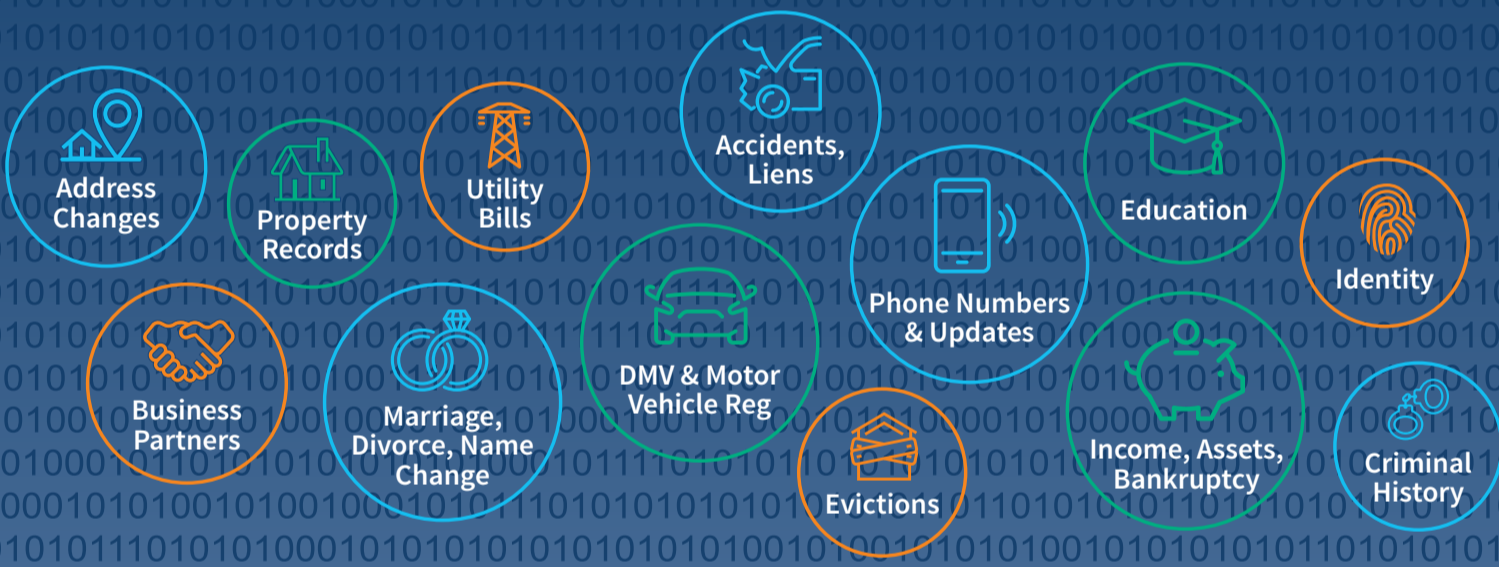 Address
Changes
Property
Records
Utility
Bills
Accidents,
Liens
Phone Numbers
& Updates
Education
Identity
Business
Partners
Marriage,
Divorce, Name
Change
DMV & Motor
Vehicle Reg
Evictions
Income, Assets,
Bankruptcy
Criminal
History